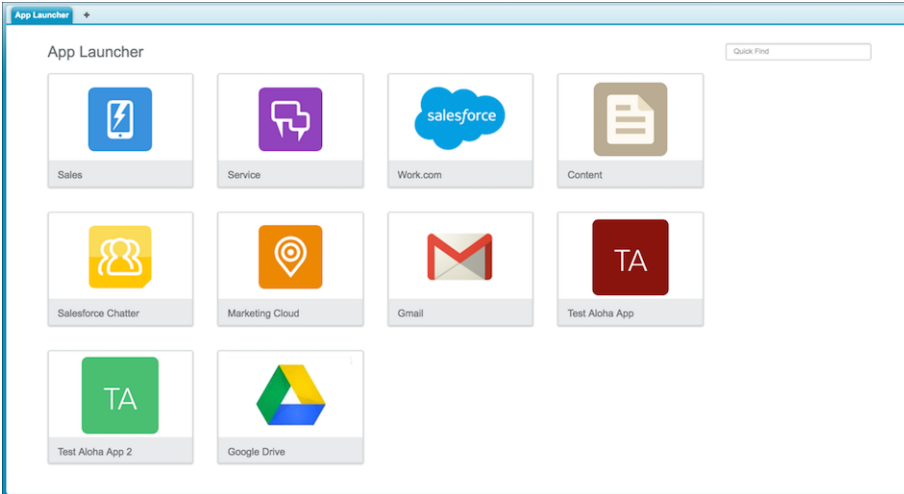 App Launcher +
App Launcher
Quick Find
salesforce
Sales
Service
Work.com
Content
TA
Salesforce Chatter
Marketing Cloud
Gmail
Test Aloha App
TA
Test Aloha App 2
Google Drive